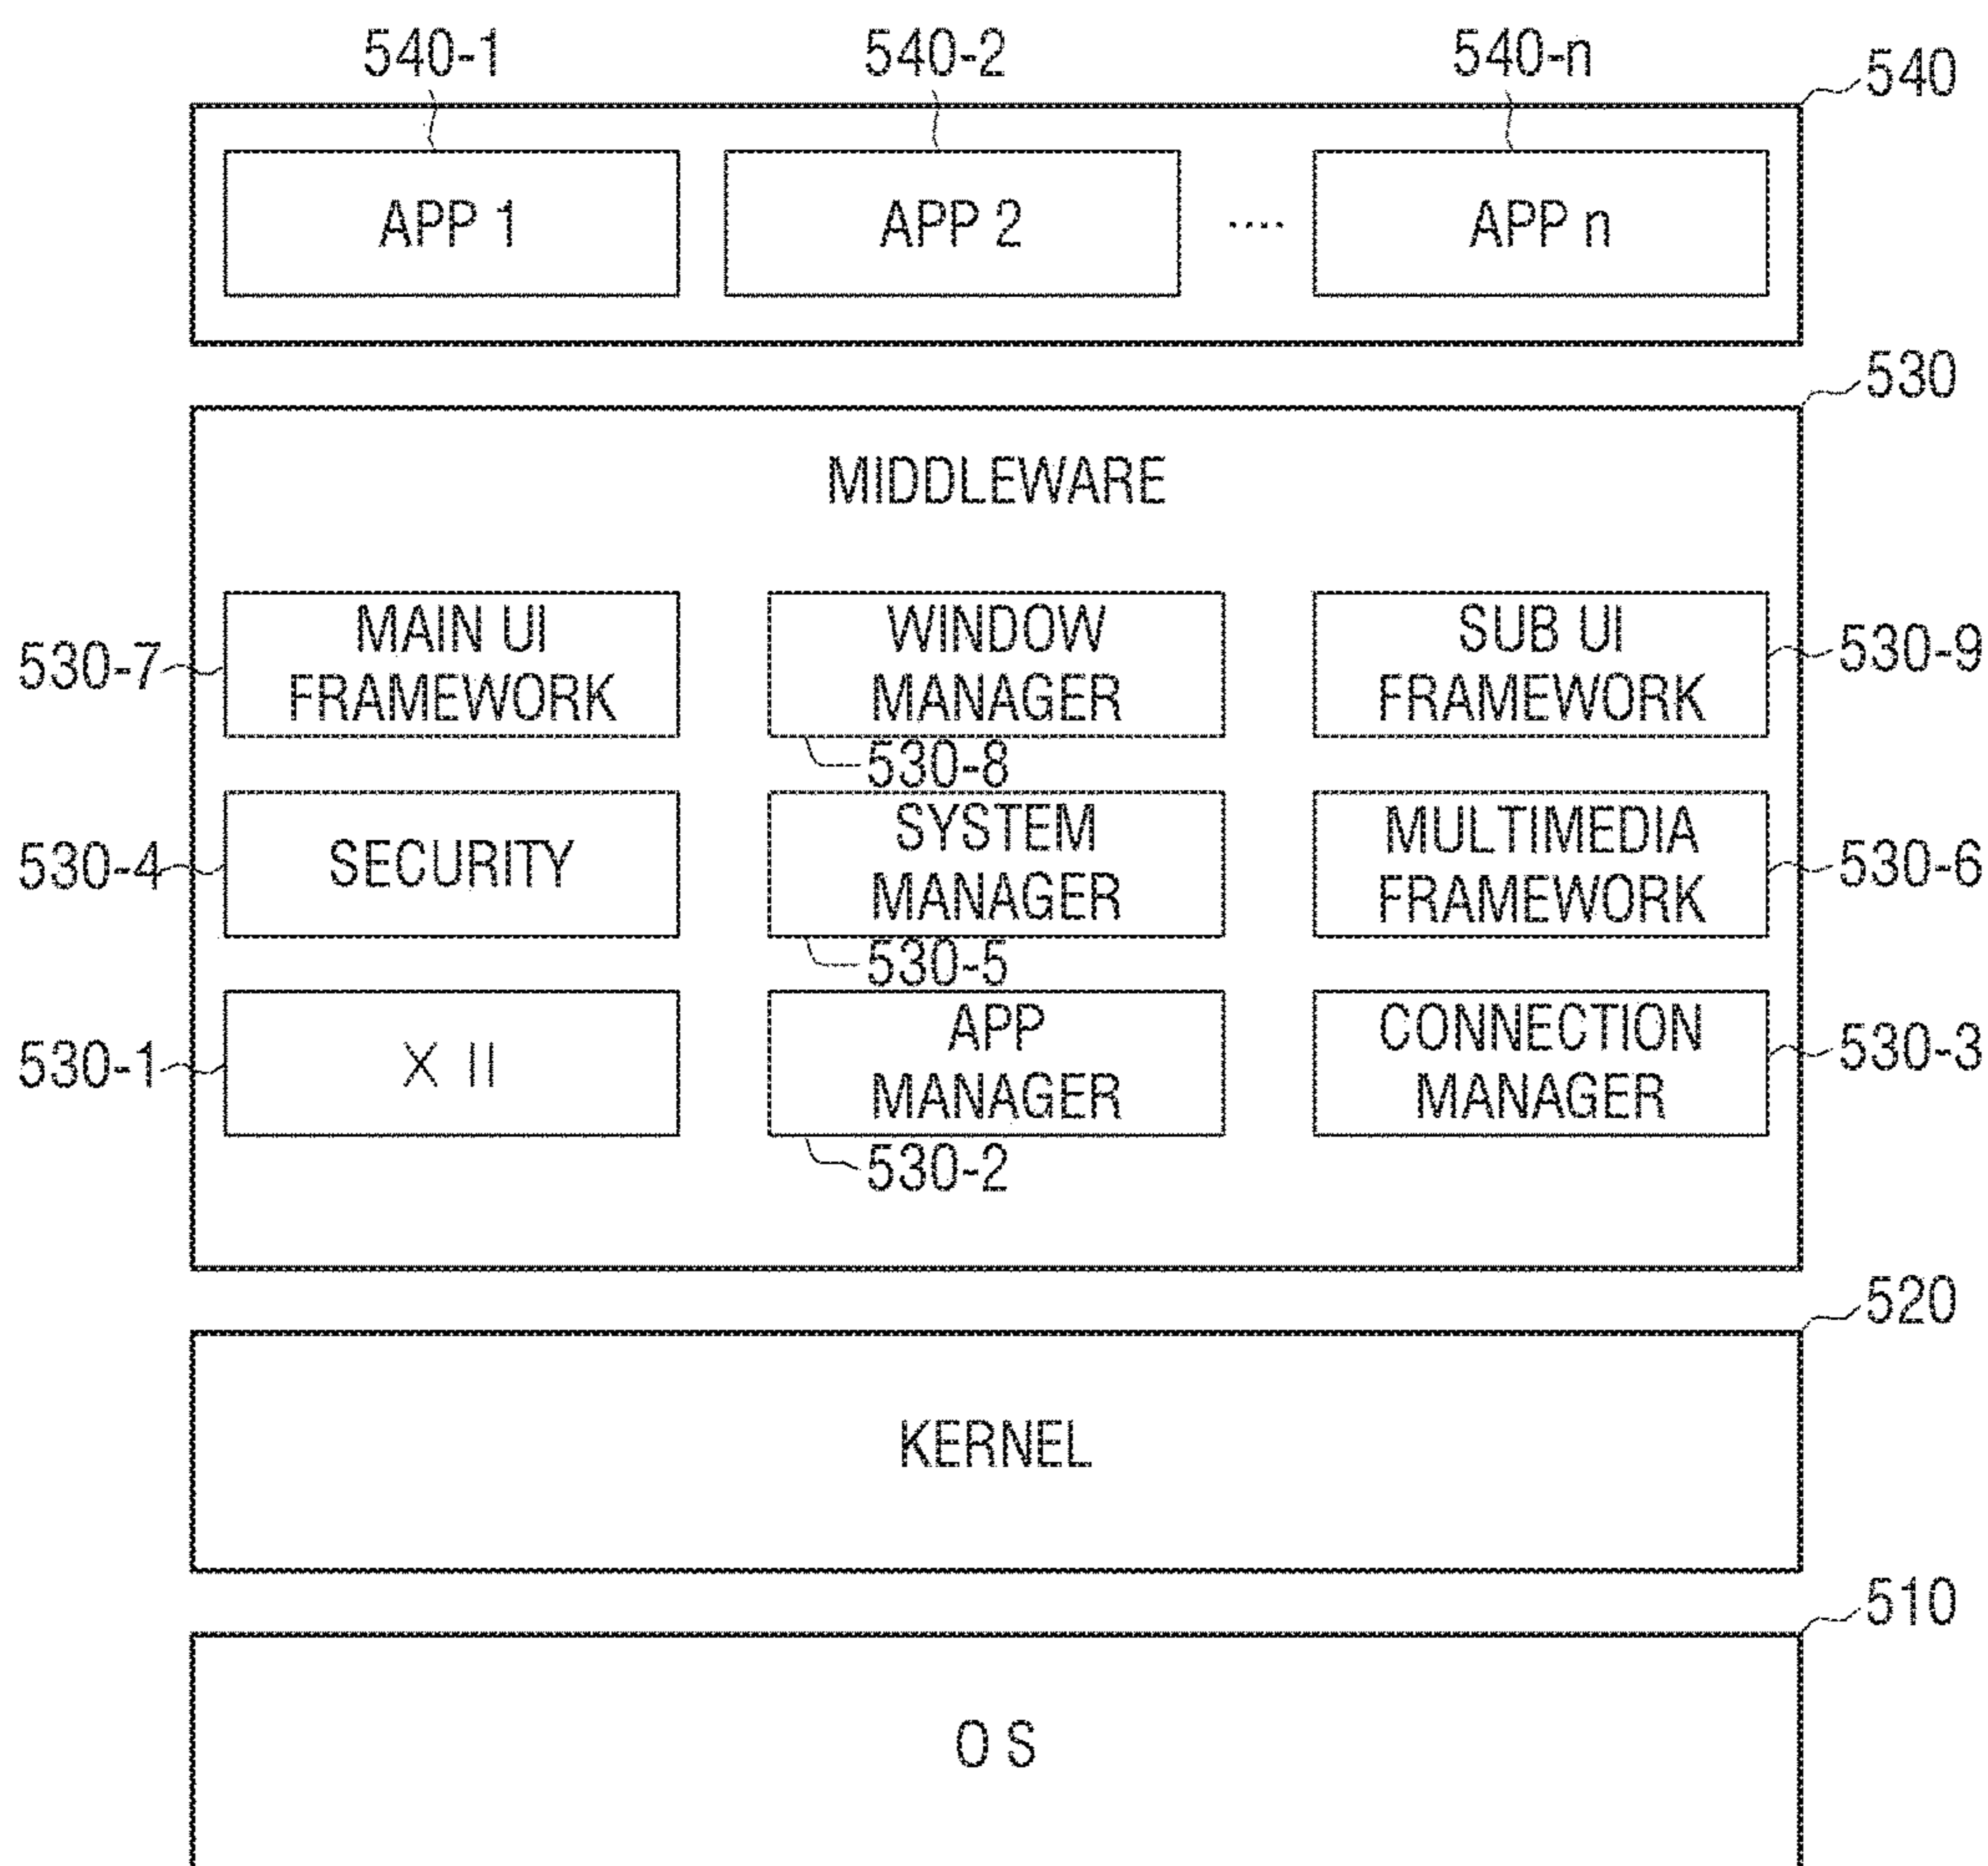 540-1 540-2 540-n 540
APP 1 APP 2 .... APP n
530
MIDDLEWARE
530-7 MAIN UI FRAMEWORK
WINDOW MANAGER
530-8
SUB UI FRAMEWORK 530-9
530-4 SECURITY
SYSTEM MANAGER
530-5
MULTIMEDIA FRAMEWORK 530-6
530-1 X II
APP MANAGER
530-2
CONNECTION MANAGER 530-3
520
KERNEL
510
O S